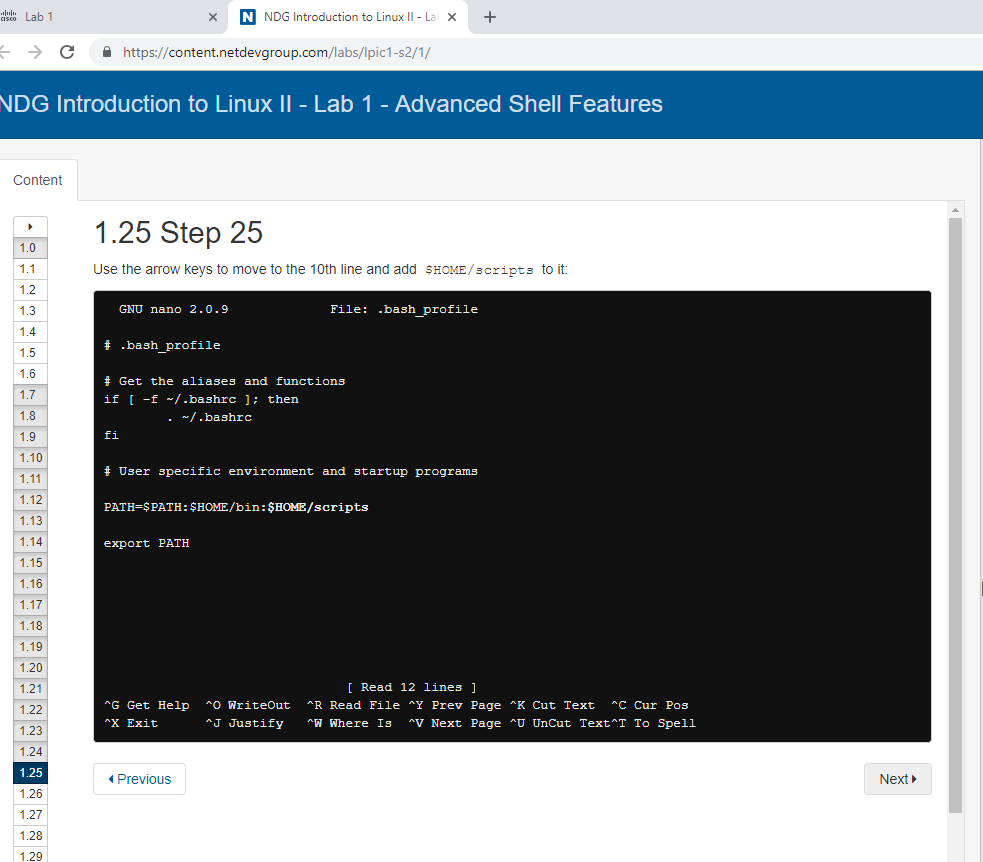 cisco Lab 1
NDG Introduction to Linux II - La
https://content.netdevgroup.com/labs/lpic1-s2/1/
NDG Introduction to Linux II - Lab 1 - Advanced Shell Features
Content
1.0
1.1
1.2
1.3
1.4
1.5
1.6
1.7
1.8
1.9
1.10
1.11
1.12
1.13
1.14
1.15
1.16
1.17
1.18
1.19
1.20
1.21
1.22
1.23
1.24
1.25
1.26
1.27
1.28
1.29
1.25 Step 25
Use the arrow keys to move to the 10th line and add $HOME/scripts to it:
GNU nano 2.0.9 File: .bash_profile
# .bash_profile
# Get the aliases and functions
if [ -f ~/.bashrc ]; then
. ~/.bashrc
fi
# User specific environment and startup programs
PATH=$PATH:$HOME/bin:$HOME/scripts
export PATH
[ Read 12 lines ]
^G Get Help ^O WriteOut ^R Read File ^Y Prev Page ^K Cut Text ^C Cur Pos
^X Exit ^J Justify ^W Where Is ^V Next Page ^U UnCut Text^T To Spell
Previous
Next